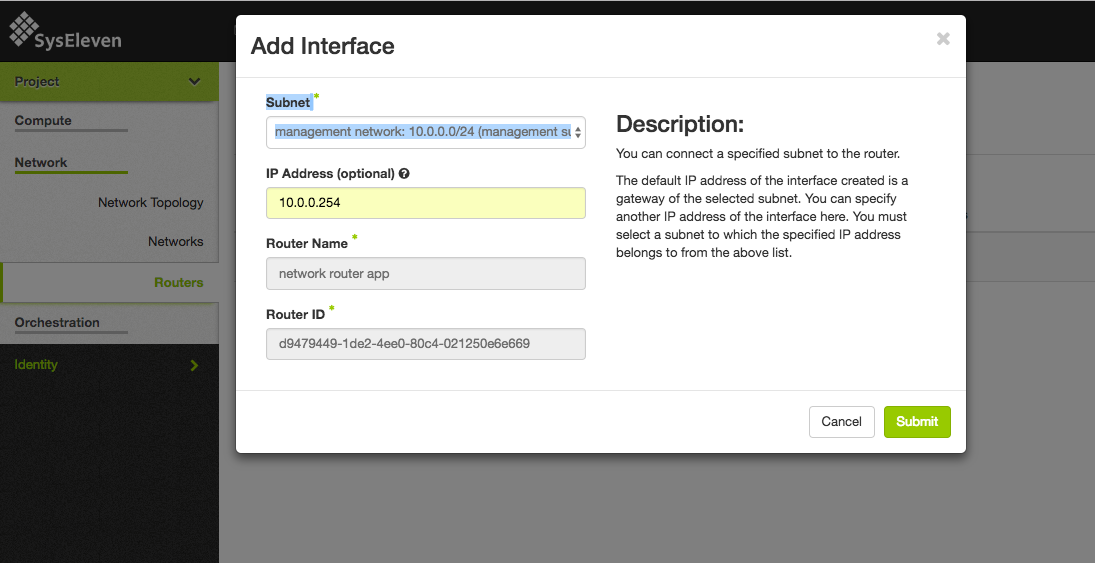 SysEleven
Project
Compute
Network
Network Topology
Networks
Routers
Orchestration
Identity
Add Interface
×
Subnet *
management network: 10.0.0.0/24 (management su
IP Address (optional)
10.0.0.254
Router Name *
network router app
Router ID *
d9479449-1de2-4ee0-80c4-021250e6e669
Description:
You can connect a specified subnet to the router.
The default IP address of the interface created is a
gateway of the selected subnet. You can specify
another IP address of the interface here. You must
select a subnet to which the specified IP address
belongs to from the above list.
Cancel
Submit